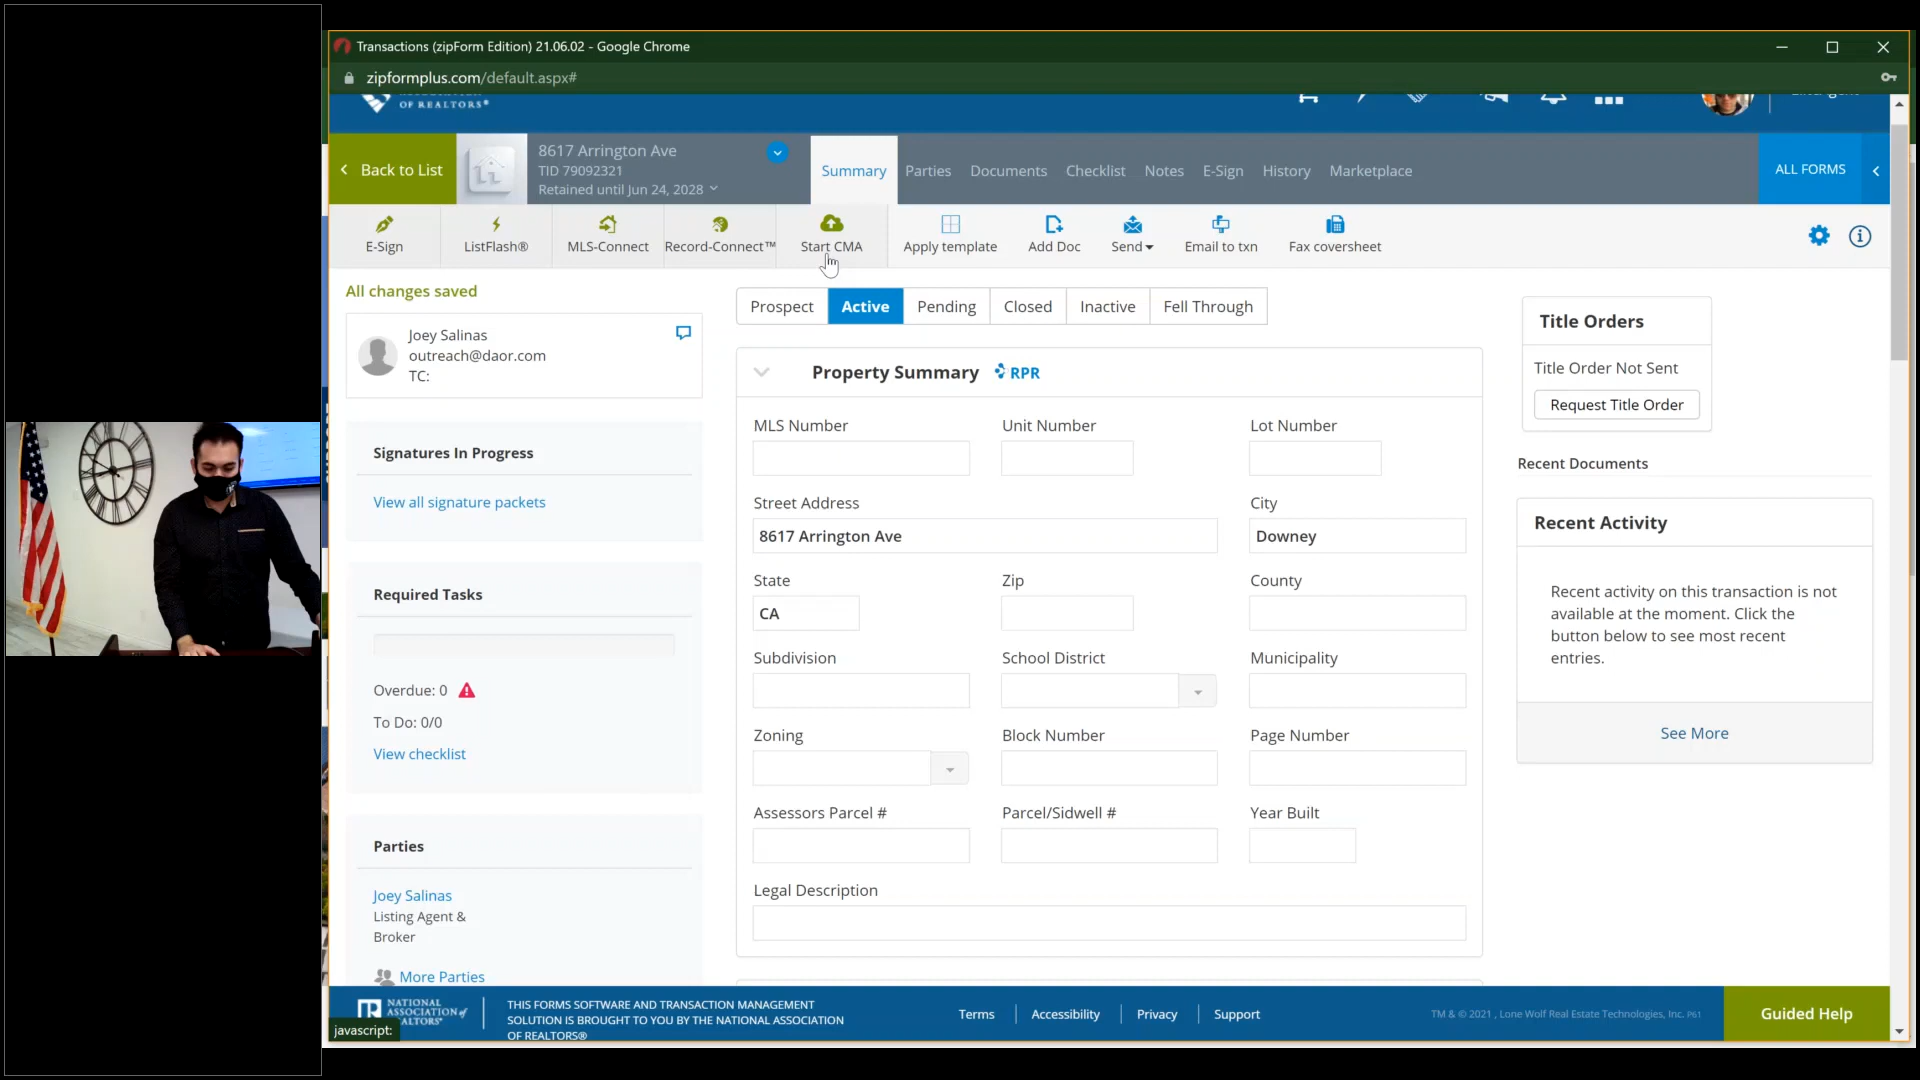 Transactions (zipForm Edition) 21.06.02 - Google Chrome
zipformplus.com/default.aspx#
OF REALTORS®
Back to List
8617 Arrington Ave
TID 79092321
Retained until Jun 24, 2028
Summary
Parties
Documents
Checklist
Notes
E-Sign
History
Marketplace
ALL FORMS
E-Sign
ListFlash®
MLS-Connect
Record-Connect™
Start CMA
Apply template
Add Doc
Send
Email to txn
Fax coversheet
All changes saved
Joey Salinas
outreach@daor.com
TC:
Signatures In Progress
View all signature packets
Required Tasks
Overdue: 0
To Do: 0/0
View checklist
Parties
Joey Salinas
Listing Agent &
Broker
More Parties
Prospect
Active
Pending
Closed
Inactive
Fell Through
Property Summary
RPR
MLS Number
Unit Number
Lot Number
Street Address
City
8617 Arrington Ave
Downey
State
Zip
County
CA
Subdivision
School District
Municipality
Zoning
Block Number
Page Number
Assessors Parcel #
Parcel/Sidwell #
Year Built
Legal Description
Title Orders
Title Order Not Sent
Request Title Order
Recent Documents
Recent Activity
Recent activity on this transaction is not
available at the moment. Click the
button below to see most recent
entries.
See More
NATIONAL
ASSOCIATION of
THIS FORMS SOFTWARE AND TRANSACTION MANAGEMENT
SOLUTION IS BROUGHT TO YOU BY THE NATIONAL ASSOCIATION
OF REALTORS®
Terms
Accessibility
Privacy
Support
TM & © 2021 , Lone Wolf Real Estate Technologies, Inc. P61
Guided Help
javascript: